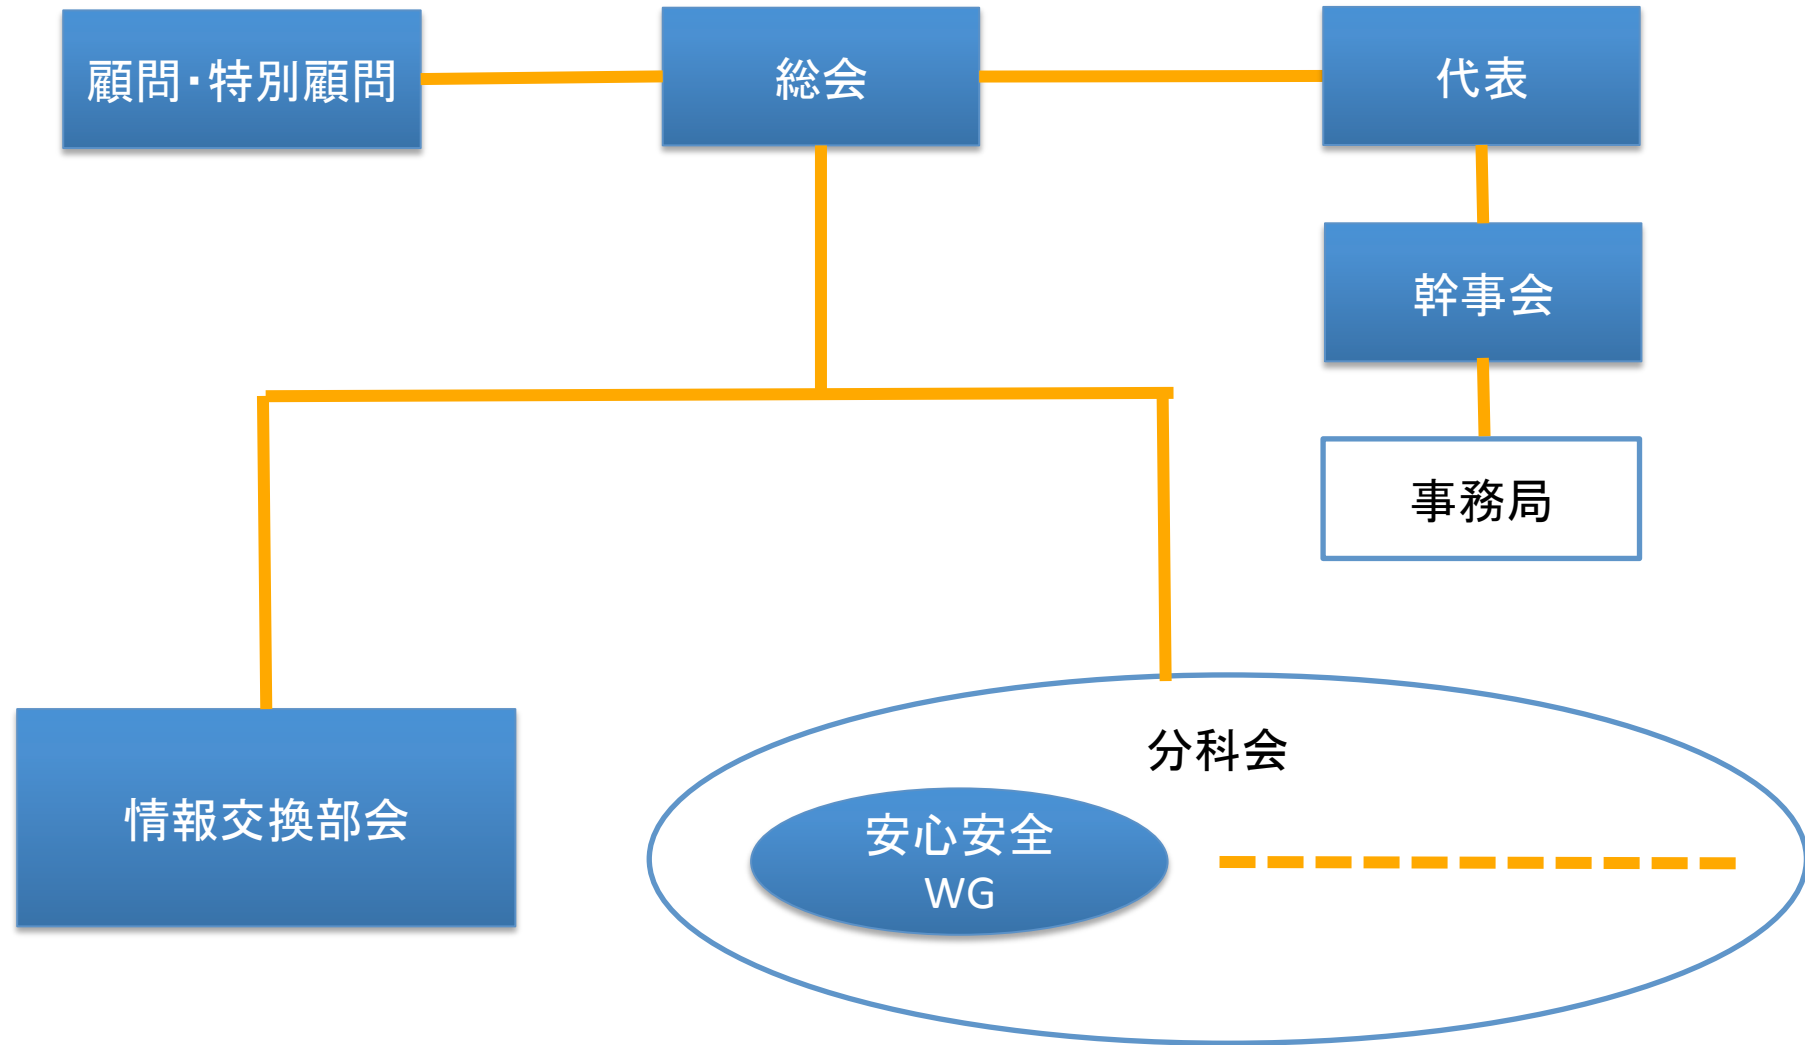 顧問・特別顧問
総会
代表
幹事会
事務局
情報交換部会
分科会
安心安全
WG